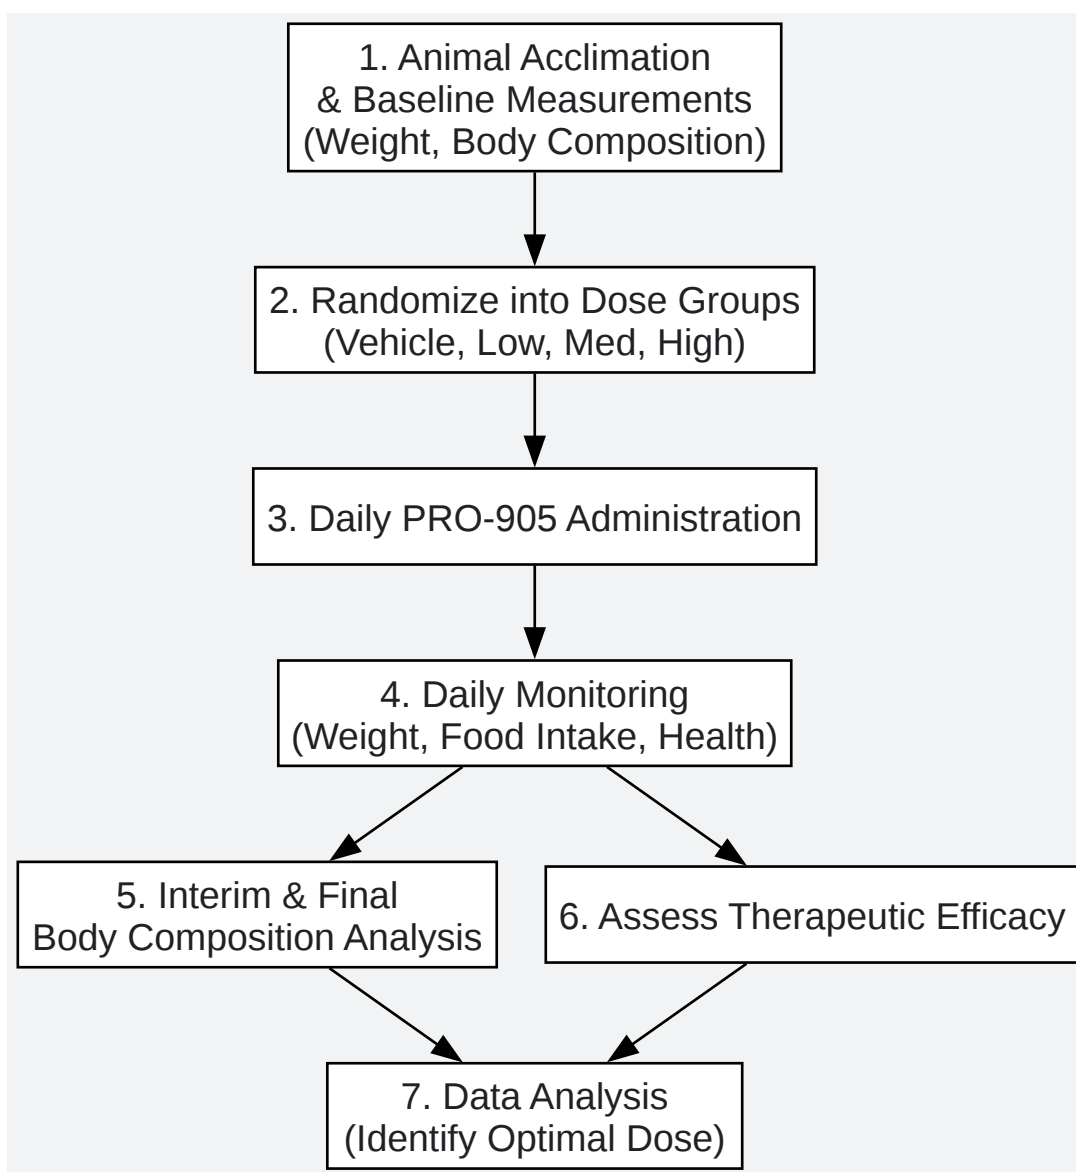 1. Animal Acclimation
& Baseline Measurements
(Weight, Body Composition)
2. Randomize into Dose Groups
(Vehicle, Low, Med, High)
3. Daily PRO-905 Administration
4. Daily Monitoring
(Weight, Food Intake, Health)
5. Interim & Final
Body Composition Analysis
6. Assess Therapeutic Efficacy
7. Data Analysis
(Identify Optimal Dose)